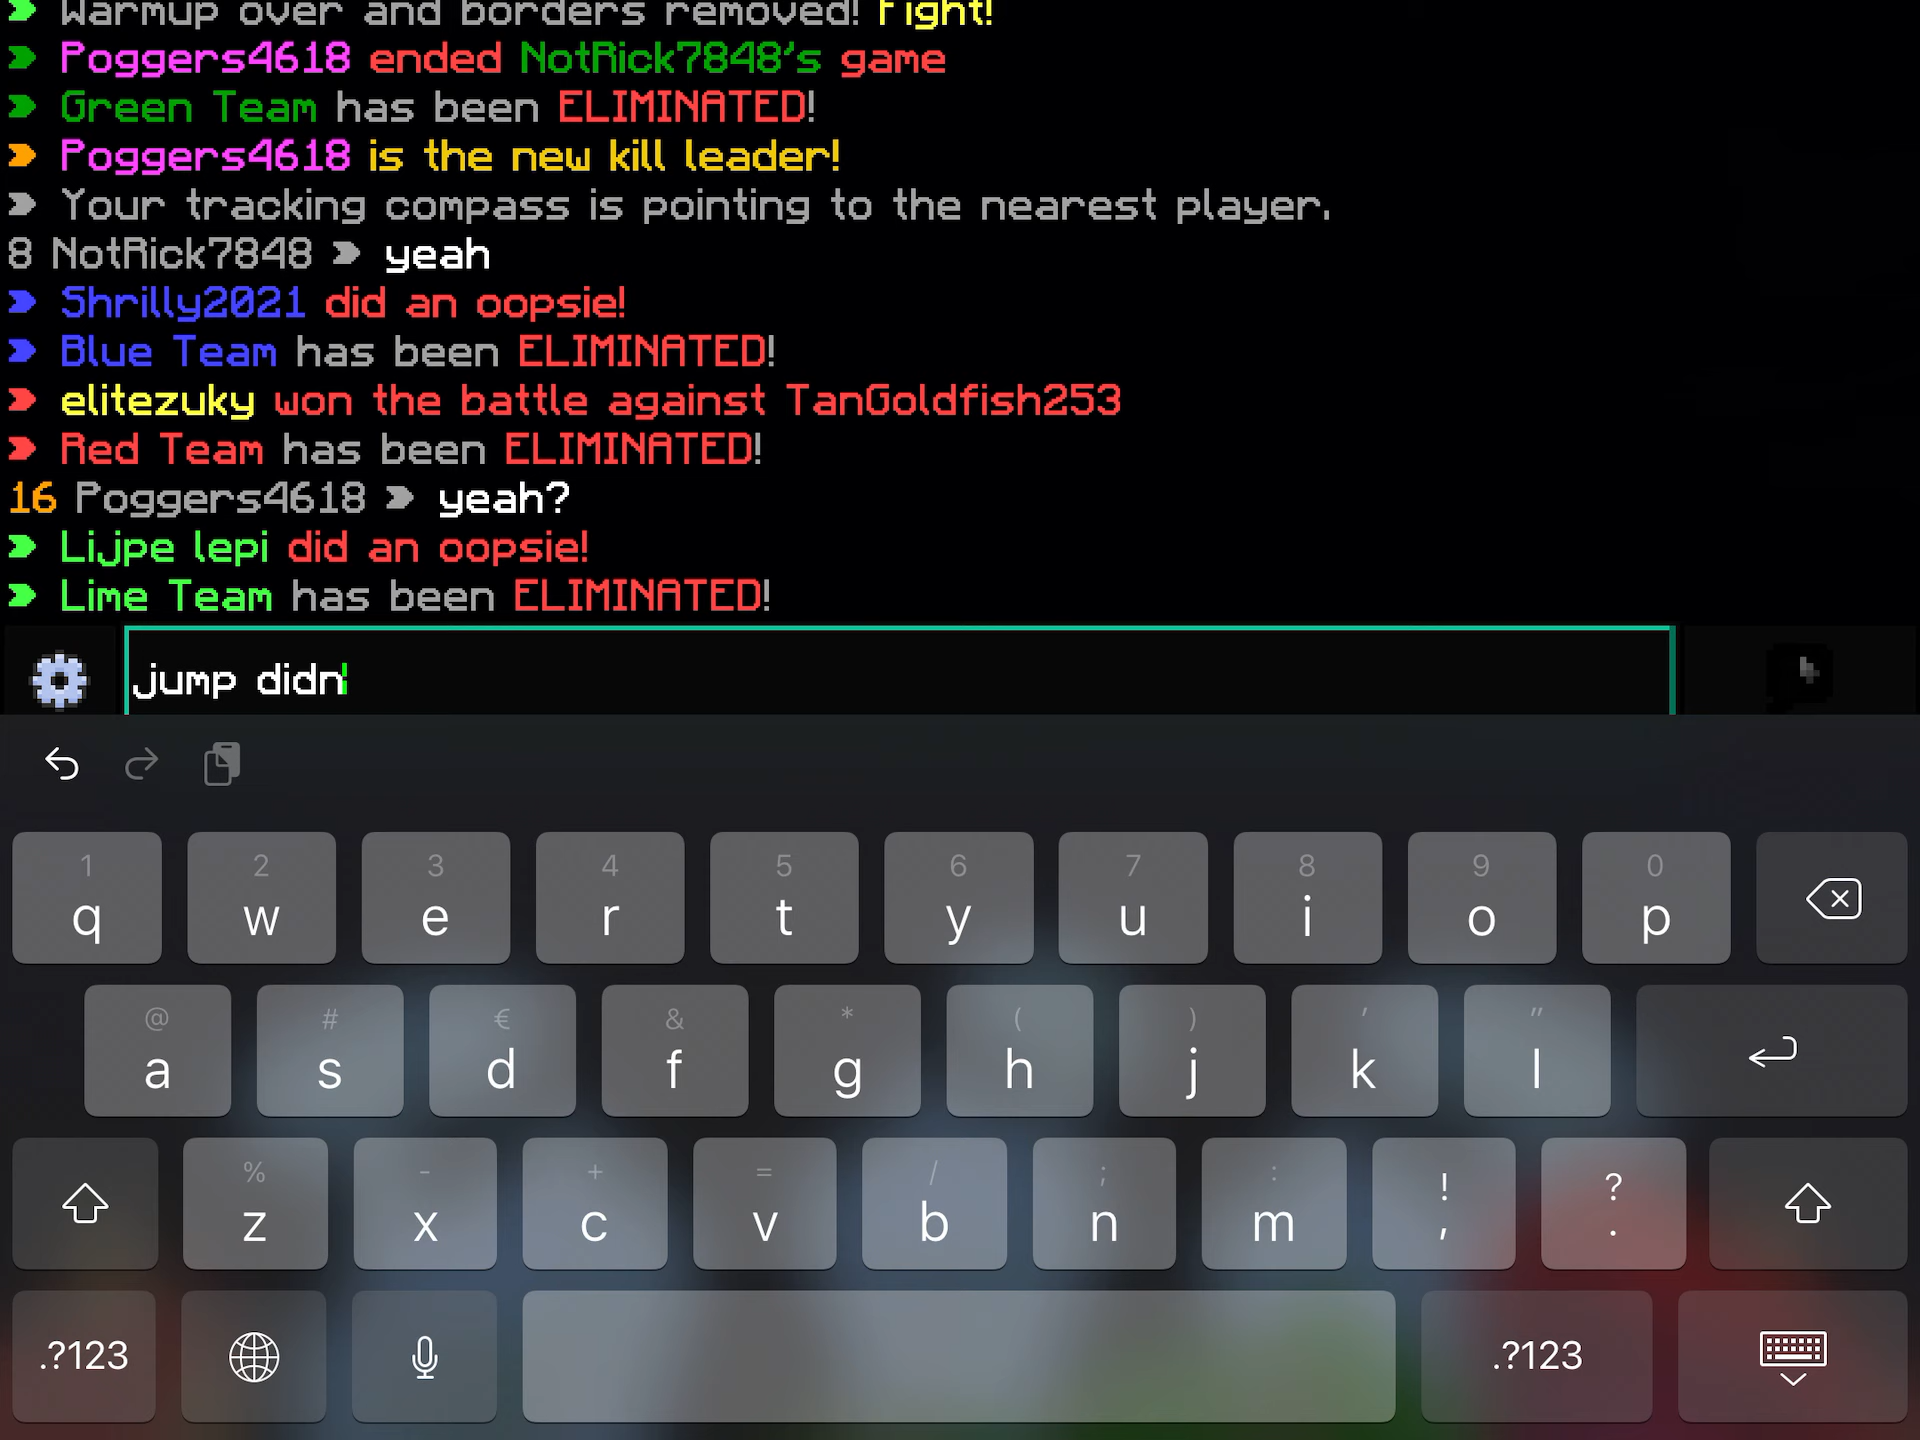 Warmup over and borders removed! Fight!
Poggers4618 ended NotRick7848's game
Green Team has been ELIMINATED!
Poggers4618 is the new kill leader!
Your tracking compass is pointing to the nearest player.
8 NotRick7848 » yeah
Shrilly2021 did an oopsie!
Blue Team has been ELIMINATED!
elitezuky won the battle against TanGoldfish253
Red Team has been ELIMINATED!
16 Poggers4618 » yeah?
Lijpe lepi did an oopsie!
Lime Team has been ELIMINATED!
jump didn
1 2 3 4 5 6 7 8 9 0
q w e r t y u i o p
@ # € & * ( ) ' "
a s d f g h j k l
% - + = / ; : ! ?
z x c v b n m , .
.?123 .?123